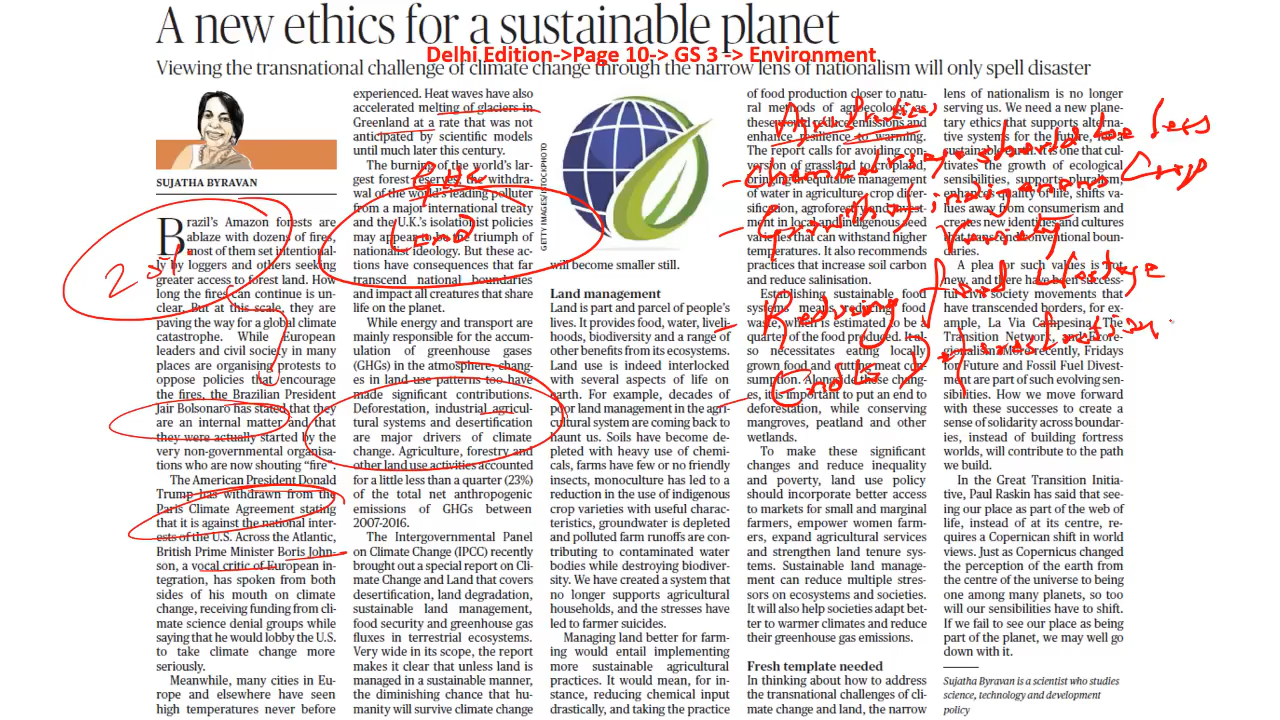 A new ethics for a sustainable planet
Delhi Edition->Page 10-> GS 3 -> Environment
Viewing the transnational challenge of climate change through the narrow lens of nationalism will only spell disaster
SUJATHA BYRAVAN
Brazil's Amazon forests are
ablaze with dozens of fires,
most of them set intentional-
ly by loggers and others seeking
greater access to forest land. How
long the fires can continue is un-
clear. But at this scale, they are
paving the way for a global climate
catastrophe. While European
leaders and civil society in many
places are organising protests to
oppose policies that encourage
the fires, the Brazilian President
Jair Bolsonaro has stated that they
are an internal matter and that
they were actually started by the
very non-governmental organisa-
tions who are now shouting "fire".
The American President Donald
Trump has withdrawn from the
Paris Climate Agreement stating
that it is against the national inter-
ests of the U.S. Across the Atlantic,
British Prime Minister Boris John-
son, a vocal critic of European in-
tegration, has spoken from both
sides of his mouth on climate
change, receiving funding from cli-
mate science denial groups while
saying that he would lobby the U.S.
to take climate change more
seriously.
Meanwhile, many cities in Eu-
rope and elsewhere have seen
high temperatures never before
20%
experienced. Heat waves have also
accelerated melting of glaciers in
Greenland at a rate that was not
anticipated by scientific models
until much later this century.
The burning of the world's lar-
gest forest reserves, the withdra-
wal of the world's leading polluter
from a major international treaty
and the U.K.'s isolationist policies
may appear to be the triumph of
nationalist ideology. But these ac-
tions have consequences that far
transcend national boundaries
and impact all creatures that share
life on the planet.
While energy and transport are
mainly responsible for the accum-
ulation of greenhouse gases
(GHGs) in the atmosphere, chang-
es in land use patterns too have
made significant contributions.
Deforestation, industrial agricul-
tural systems and desertification
are major drivers of climate
change. Agriculture, forestry and
other land use activities accounted
for a little less than a quarter (23%)
of the total net anthropogenic
emissions of GHGs between
2007-2016.
The Intergovernmental Panel
on Climate Change (IPCC) recently
brought out a special report on Cli-
mate Change and Land that covers
desertification, land degradation,
sustainable land management,
food security and greenhouse gas
fluxes in terrestrial ecosystems.
Very wide in its scope, the report
makes it clear that unless land is
managed in a sustainable manner,
the diminishing chance that hu-
manity will survive climate change
GHG
GETTY IMAGES/ISTOCKPHOTO
will become smaller still.
Land management
Land is part and parcel of people's
lives. It provides food, water, liveli-
hoods, biodiversity and a range of
other benefits from its ecosystems.
Land use is indeed interlocked
with several aspects of life on
earth. For example, decades of
poor land management in the agri-
cultural system are coming back to
haunt us. Soils have become de-
pleted with heavy use of chemi-
cals, farms have few or no friendly
insects, monoculture has led to a
reduction in the use of indigenous
crop varieties with useful charac-
teristics, groundwater is depleted
and polluted farm runoffs are con-
tributing to contaminated water
bodies while destroying biodiver-
sity. We have created a system that
no longer supports agricultural
households, and the stresses have
led to farmer suicides.
Managing land better for farm-
ing would entail implementing
more sustainable agricultural
practices. It would mean, for in-
stance, reducing chemical input
drastically, and taking the practice
of food production closer to natu-
ral methods of agroecology, as
these would reduce emissions and
enhance resilience to warming.
The report calls for avoiding con-
version of grassland to cropland,
bringing in equitable management
of water in agriculture, crop diver-
sification, agroforestry and invest-
ment in local and indigenous seed
varieties that can withstand higher
temperatures. It also recommends
practices that increase soil carbon
and reduce salinisation.
Establishing sustainable food
systems means reducing food
waste, which is estimated to be a
quarter of the food produced. It al-
so necessitates eating locally
grown food and cutting meat con-
sumption. Alongside these chang-
es, it is important to put an end to
deforestation, while conserving
mangroves, peatland and other
wetlands.
To make these significant
changes and reduce inequality
and poverty, land use policy
should incorporate better access
to markets for small and marginal
farmers, empower women farm-
ers, expand agricultural services
and strengthen land tenure sys-
tems. Sustainable land manage-
ment can reduce multiple stres-
sors on ecosystems and societies.
It will also help societies adapt bet-
ter to warmer climates and reduce
their greenhouse gas emissions.
Fresh template needed
In thinking about how to address
the transnational challenges of cli-
mate change and land, the narrow
lens of nationalism is no longer
serving us. We need a new plane-
tary ethics that supports alterna-
tive systems for the future, for a
sustainable earth. It is one that cul-
tivates the growth of ecological
sensibilities, supports pluralism,
enhances quality of life, shifts va-
lues away from consumerism and
creates new identities and cultures
that transcend conventional boun-
daries.
A plea for such values is not
new, and there have been success-
ful civil society movements that
have transcended borders, for ex-
ample, La Via Campesina, The
Transition Network, and Ecore-
gionalism. More recently, Fridays
for Future and Fossil Fuel Divest-
ment are part of such evolving sen-
sibilities. How we move forward
with these successes to create a
sense of solidarity across boundar-
ies, instead of building fortress
worlds, will contribute to the path
we build.
In the Great Transition Initia-
tive, Paul Raskin has said that see-
ing our place as part of the web of
life, instead of at its centre, re-
quires a Copernican shift in world
views. Just as Copernicus changed
the perception of the earth from
the centre of the universe to being
one among many planets, so too
will our sensibilities have to shift.
If we fail to see our place as being
part of the planet, we may well go
down with it.
Sujatha Byravan is a scientist who studies
science, technology and development
policy
- Chemical usage should be less
- Growth of indigenous Crop
Variety
- Reducing food wastage
- Ends